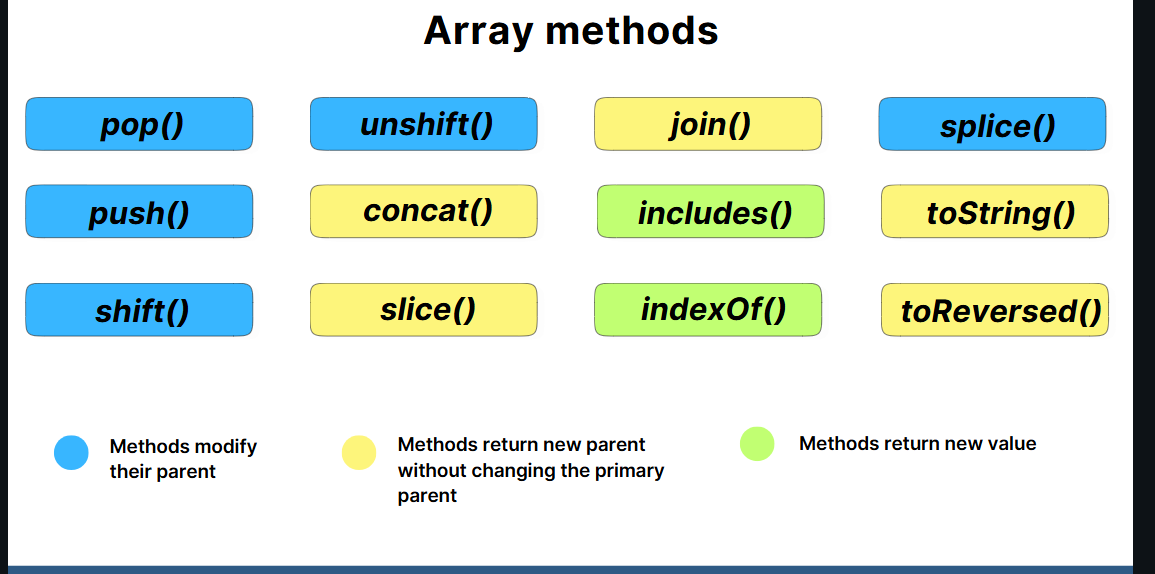 Array methods
pop()
unshift()
join()
splice()
push()
concat()
includes()
toString()
shift()
slice()
indexOf()
toReversed()
Methods modify
their parent
Methods return new parent
without changing the primary
parent
Methods return new value